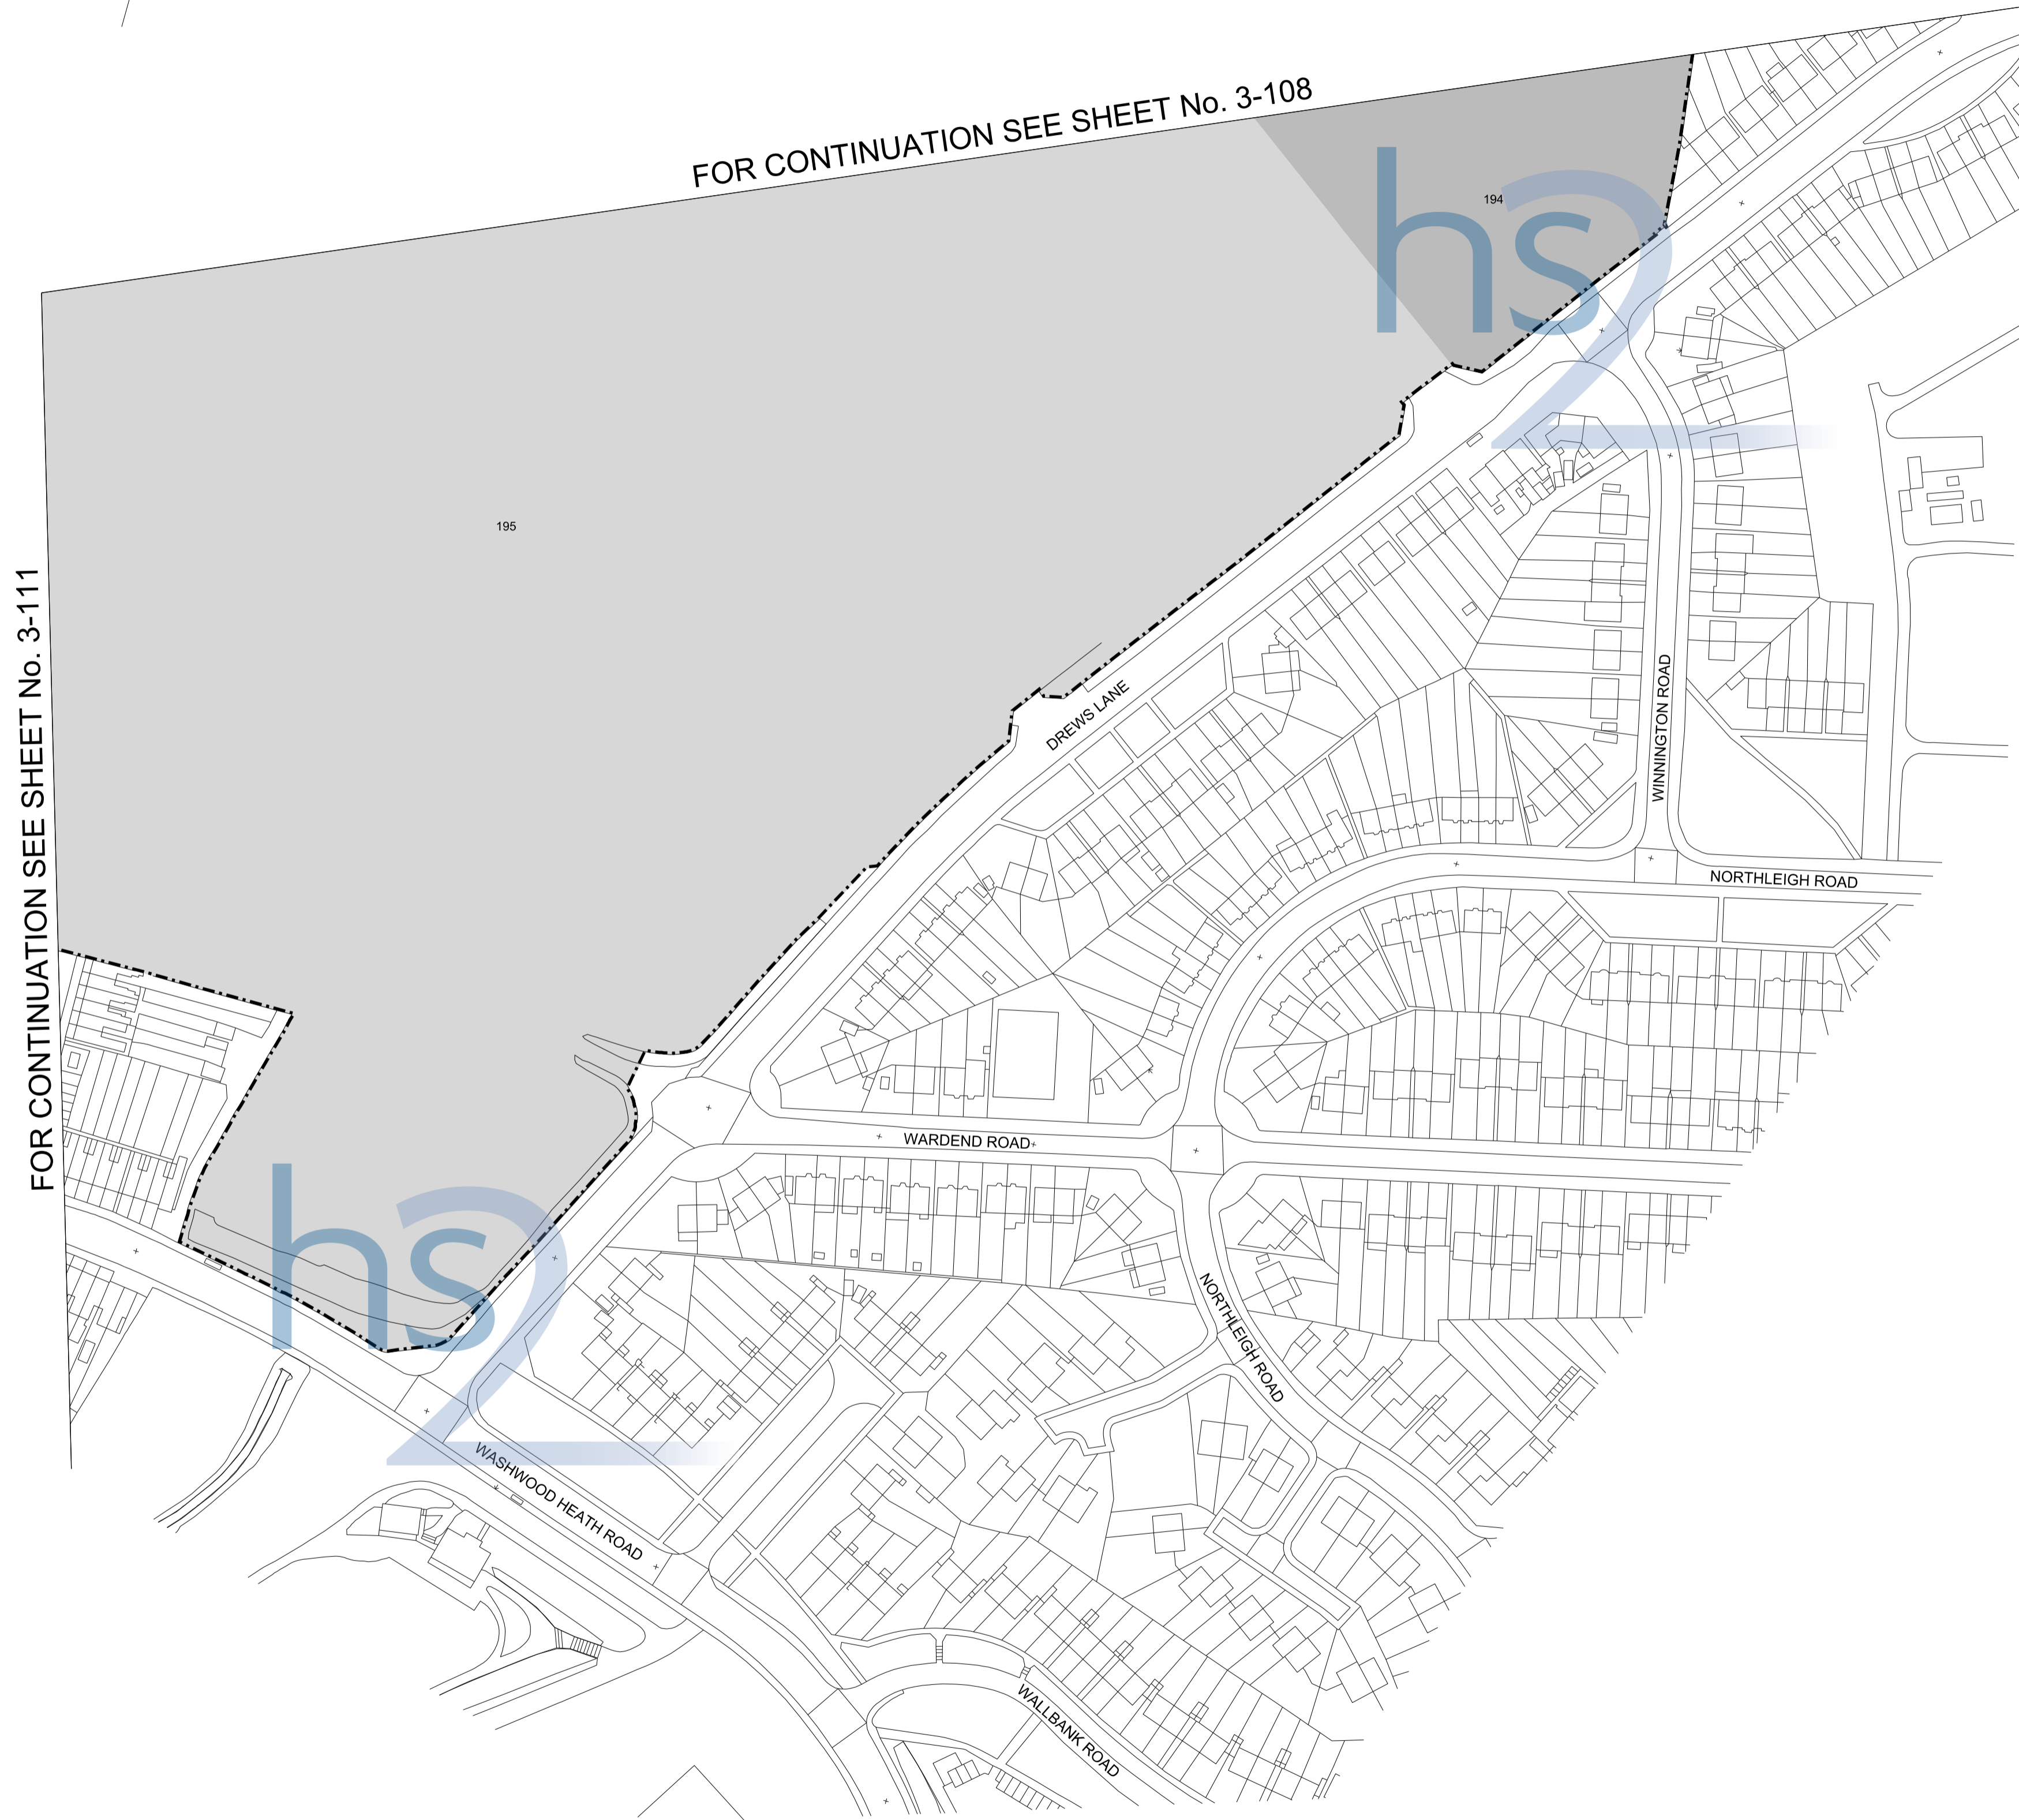 FOR CONTINUATION SEE SHEET No. 3-108
194
hs2
195
FOR CONTINUATION SEE SHEET No. 3-111
DREWS LANE
WINNINGTON ROAD
NORTHLEIGH ROAD
WARDEND ROAD
hs2
NORTHLEIGH ROAD
WASHWOOD HEATH ROAD
WALLBANK ROAD